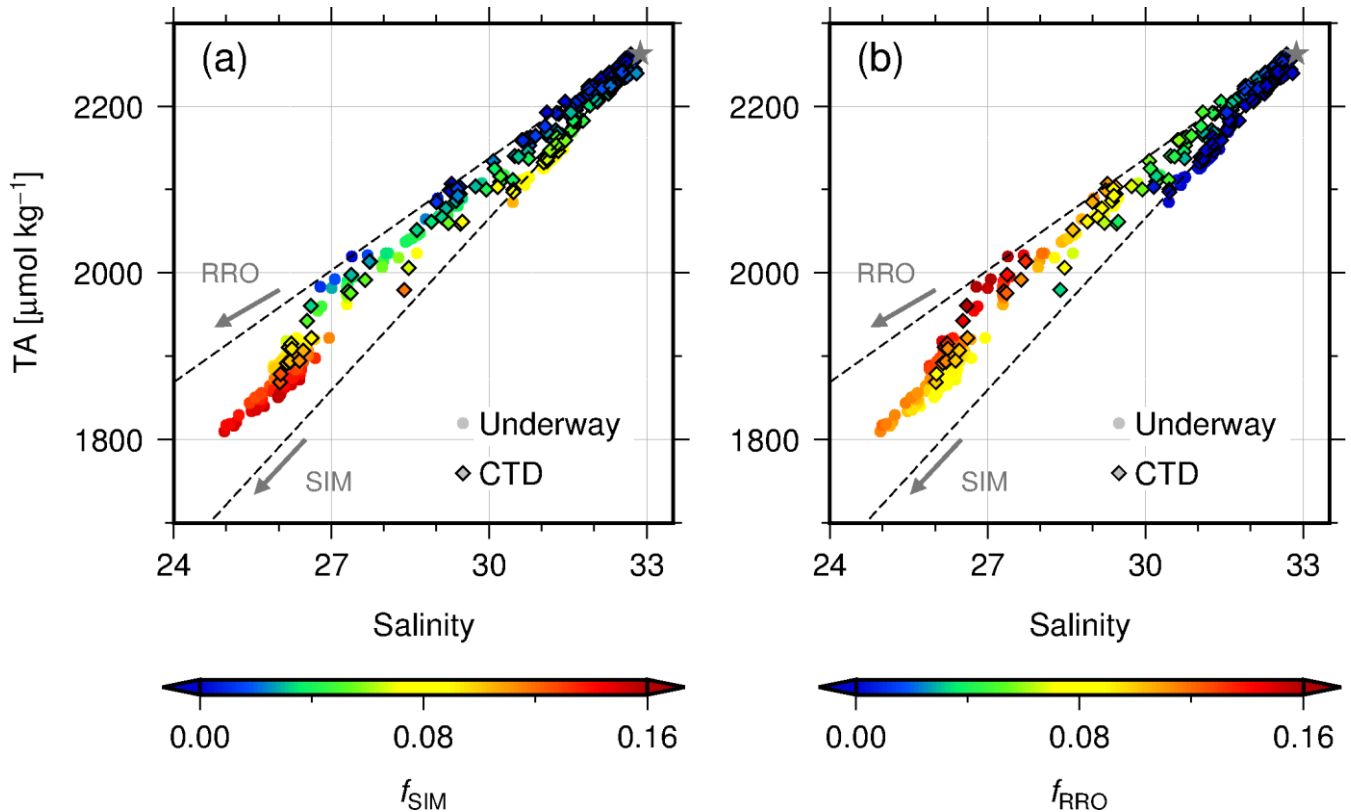 (a)
(b)
TA [μmol kg⁻¹]
2200
2000
1800
RRO
SIM
Underway
CTD
24
27
30
33
Salinity
0.00
0.08
0.16
fSIM
2200
2000
1800
RRO
SIM
Underway
CTD
24
27
30
33
Salinity
0.00
0.08
0.16
fRRO